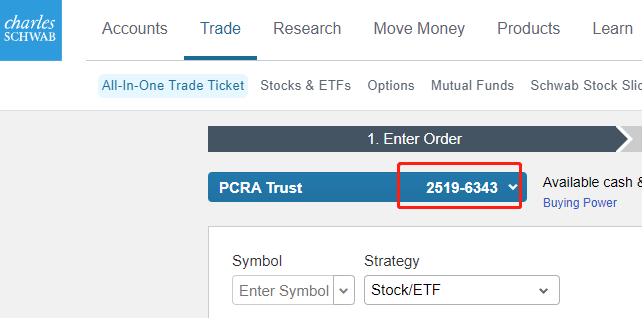 charles
SCHWAB
Accounts Trade Research Move Money Products Learn
All-In-One Trade Ticket Stocks & ETFs Options Mutual Funds Schwab Stock Slic
1. Enter Order
PCRA Trust 2519-6343 Available cash &
Buying Power
Symbol Strategy
Enter Symbol Stock/ETF